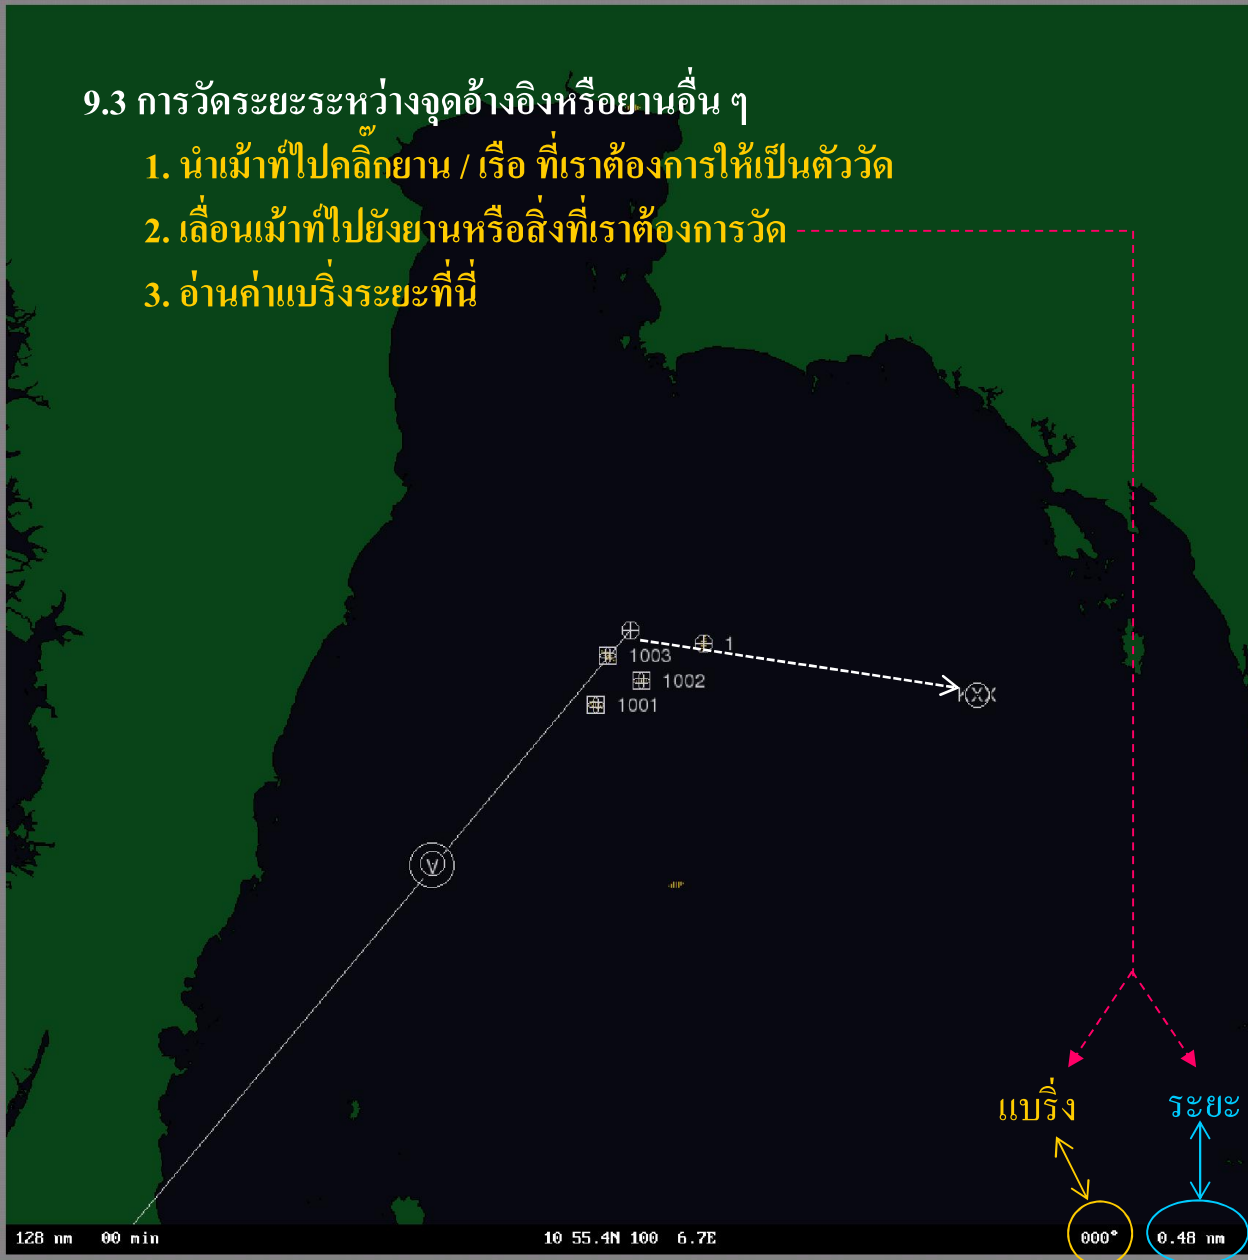 9.3 การวัดระยะระหว่างจุดอ้างอิงหรือยานอื่น ๆ
1. นำเม้าท์ไปคลิ๊กยาน / เรือ ที่เราต้องการให้เป็นตัววัด
2. เลื่อนเม้าท์ไปยังยานหรือสิ่งที่เราต้องการวัด
3. อ่านค่าแบริ่งระยะที่นี่
1
1003
1002
1001
V
แบริ่ง
ระยะ
128 nm 00 min 10 55.4N 100 6.7E 000° 0.48 nm